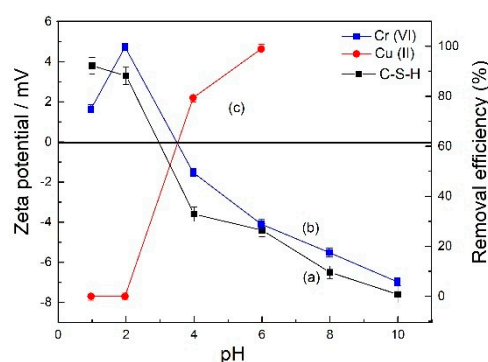 Zeta potential / mV
6
4
2
0
-2
-4
-6
-8
Cr (VI)
Cu (II)
C-S-H
(c)
(b)
(a)
100
80
60
40
20
0
Removal efficiency (%)
0 2 4 6 8 10
pH